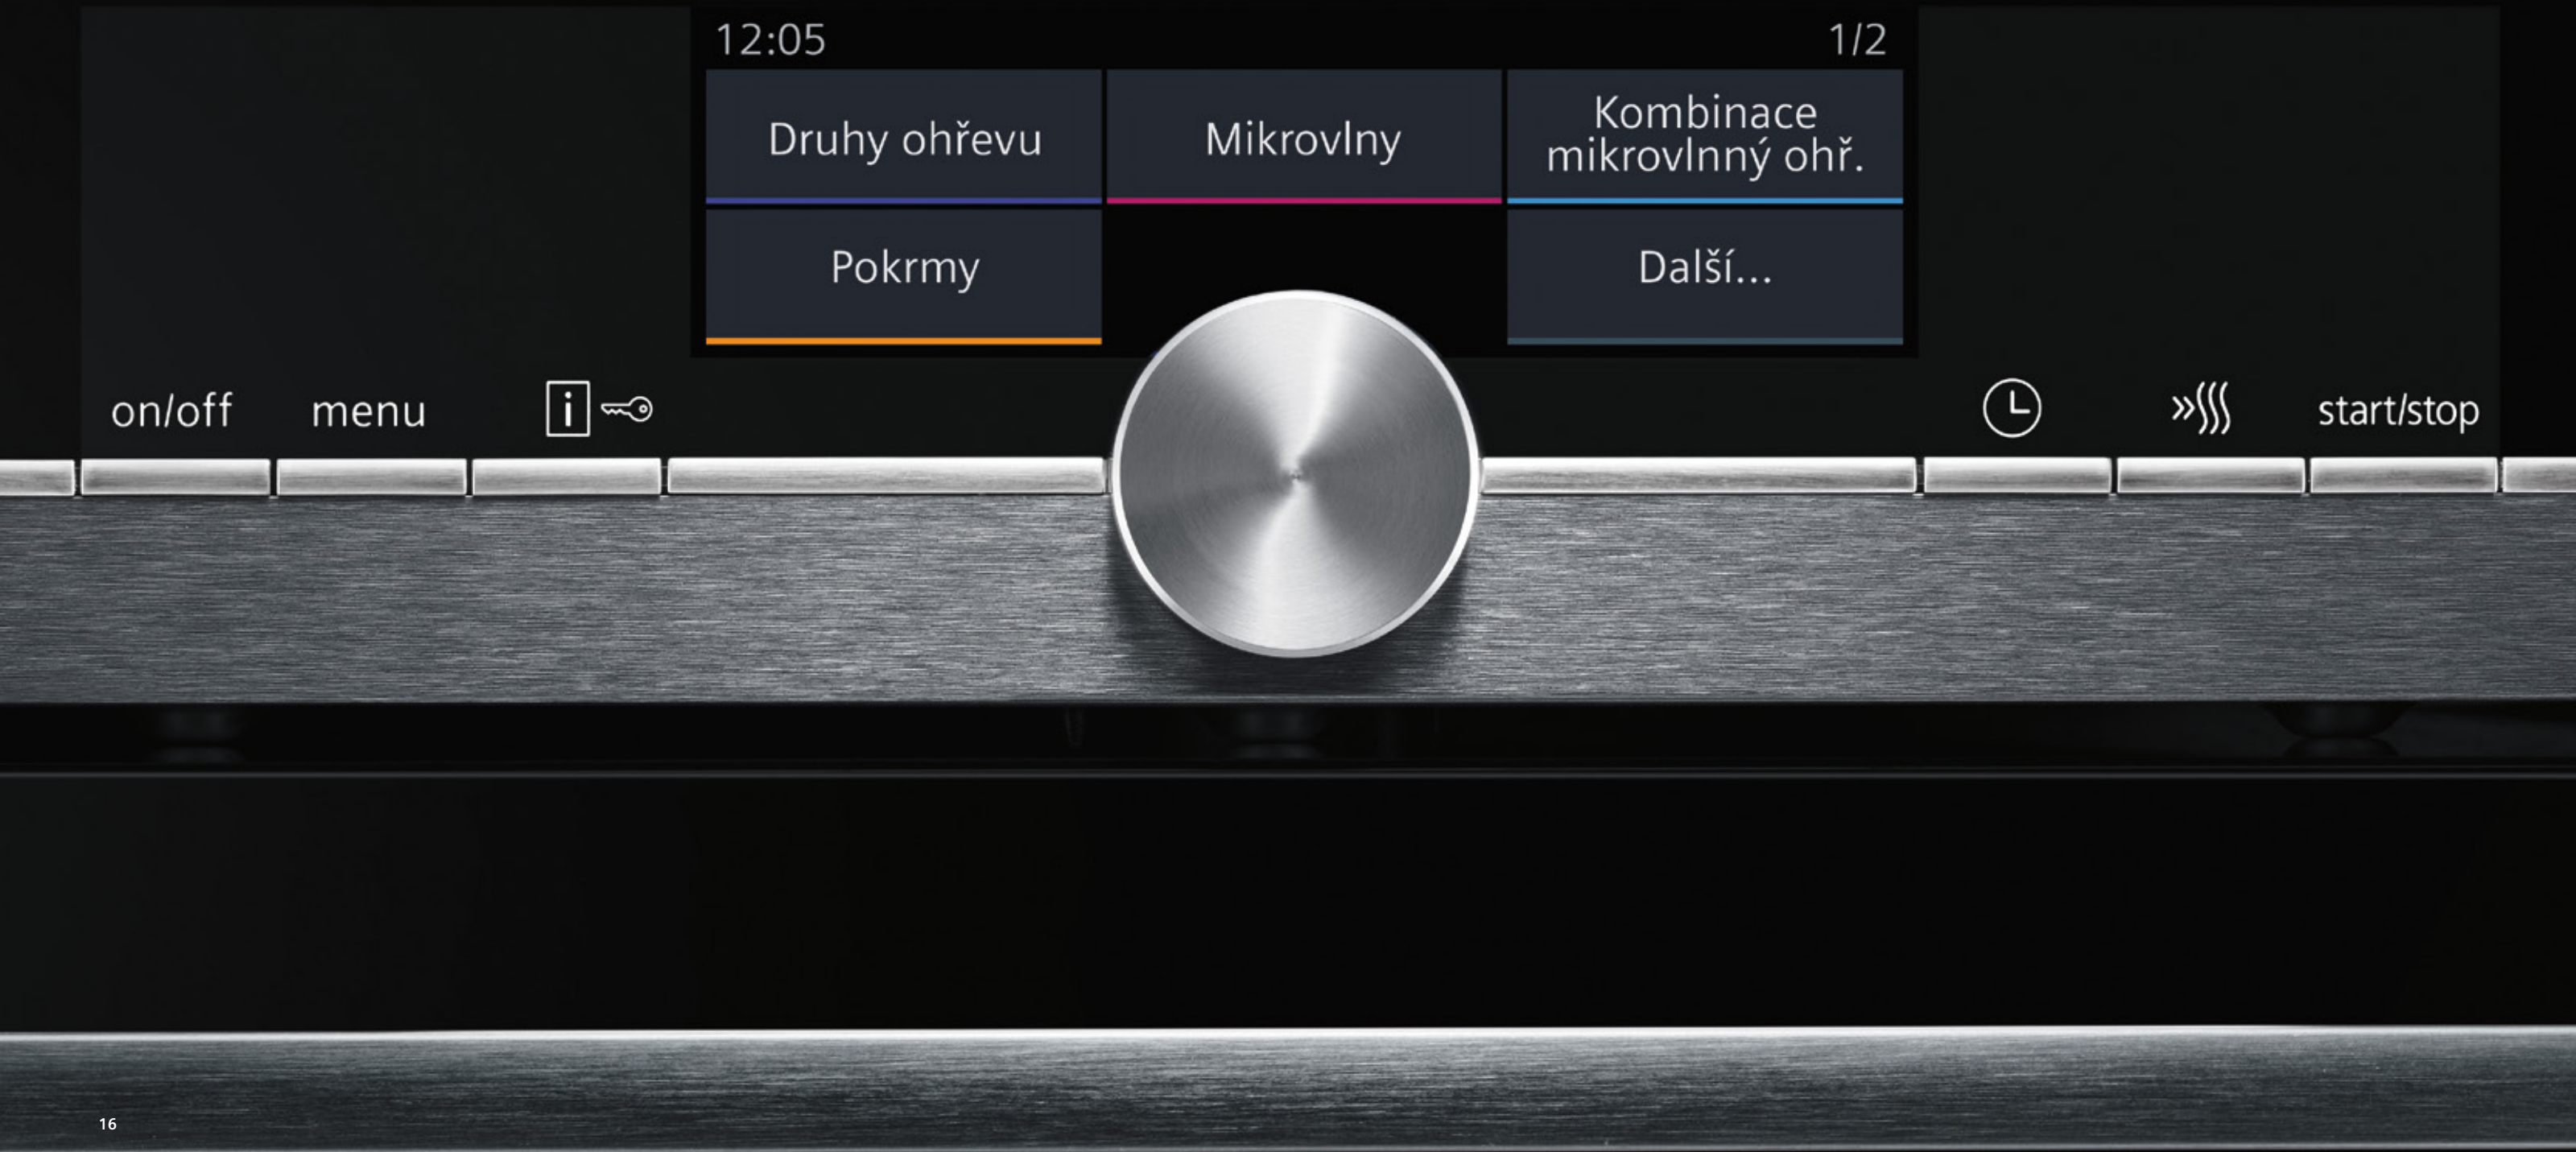 12:05
1/2
Druhy ohřevu
Mikrovlny
Kombinace
mikrovlnný ohř.
Pokrmy
Další...
on/off
menu
i
start/stop
16